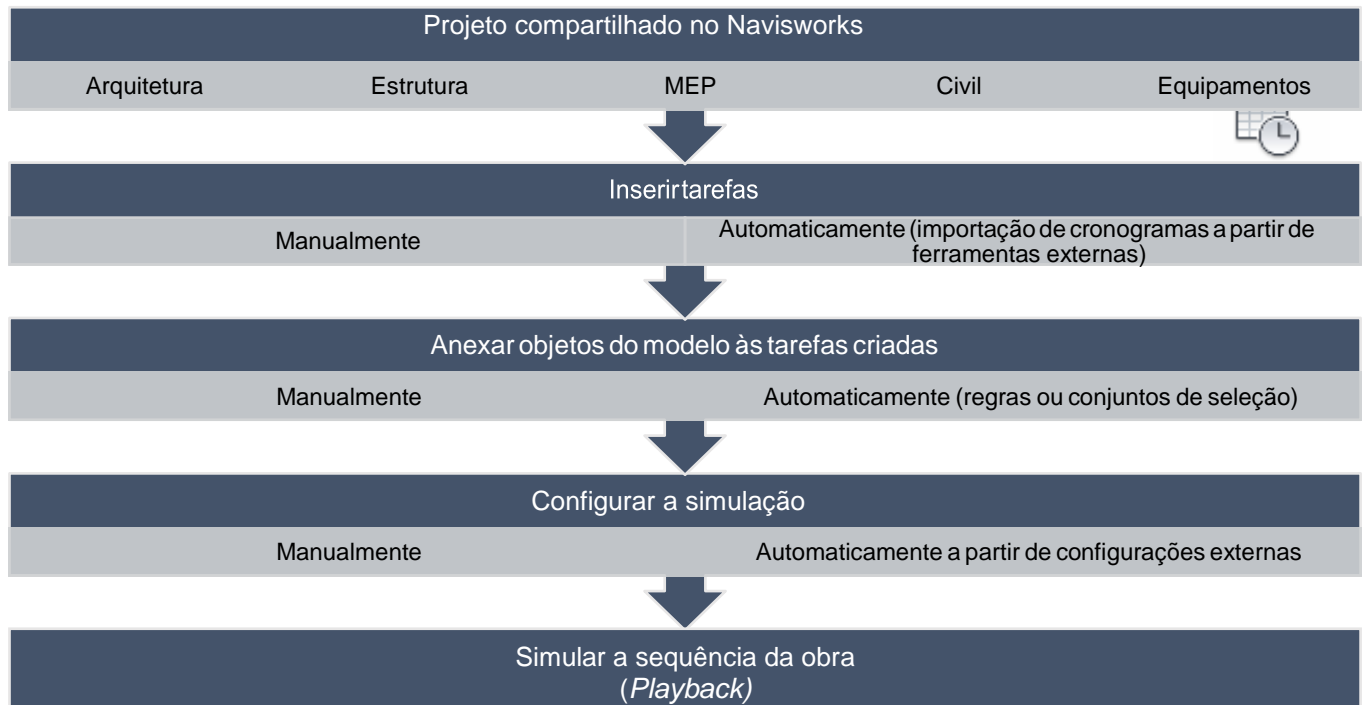 Projeto compartilhado no Navisworks
Arquitetura Estrutura MEP Civil Equipamentos
Inserirtarefas
Manualmente Automaticamente (importação de cronogramas a partir de
ferramentas externas)
Anexar objetos do modelo às tarefas criadas
Manualmente Automaticamente (regras ou conjuntos de seleção)
Configurar a simulação
Manualmente Automaticamente a partir de configurações externas
Simular a sequência da obra
(Playback)